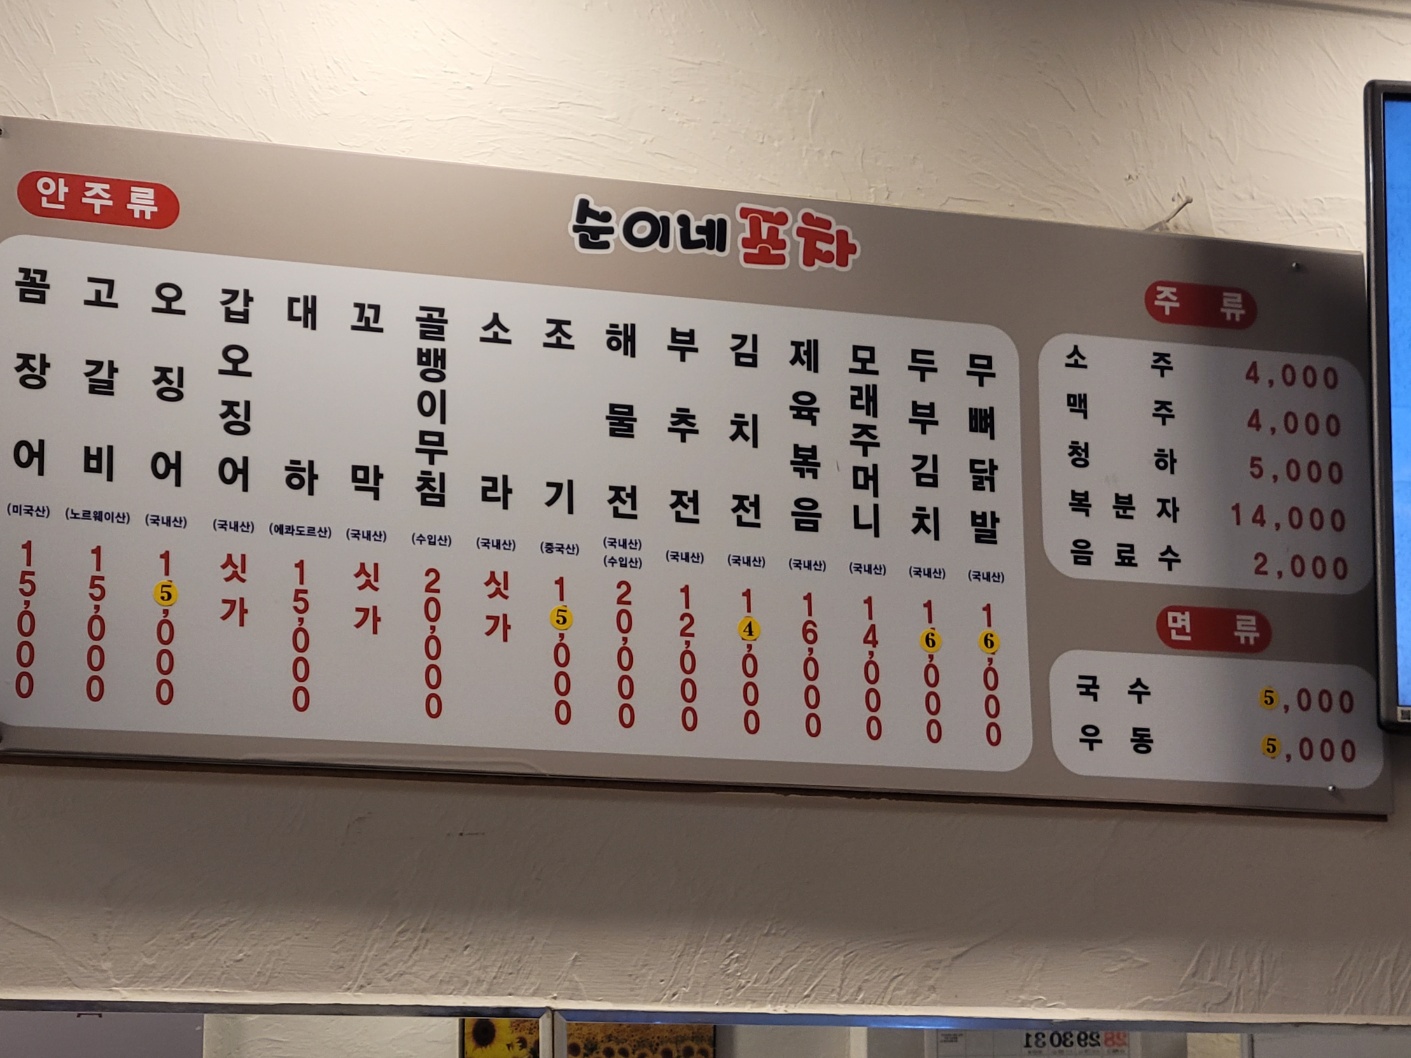 안주류
순이네포차
꼼장어 (미국산) 15,000
고갈비 (노르웨이산) 15,000
오징어 (국내산) 15,000
갑오징어 (국내산) 싯가
대하 (에콰도르산) 15,000
꼬막 (국내산) 싯가
골뱅이무침 (수입산) 20,000
소라 (국내산) 싯가
조기 (중국산) 15,000
해물전 (국내산) (수입산) 20,000
부추전 (국내산) 12,000
김치전 (국내산) 14,000
제육볶음 (국내산) 16,000
모래주머니 (국내산) 14,000
두부김치 (국내산) 16,000
무뼈닭발 (국내산) 16,000
주류
소주 4,000
맥주 4,000
청하 5,000
복분자 14,000
음료수 2,000
면류
국수 5,000
우동 5,000
28 29 30 31